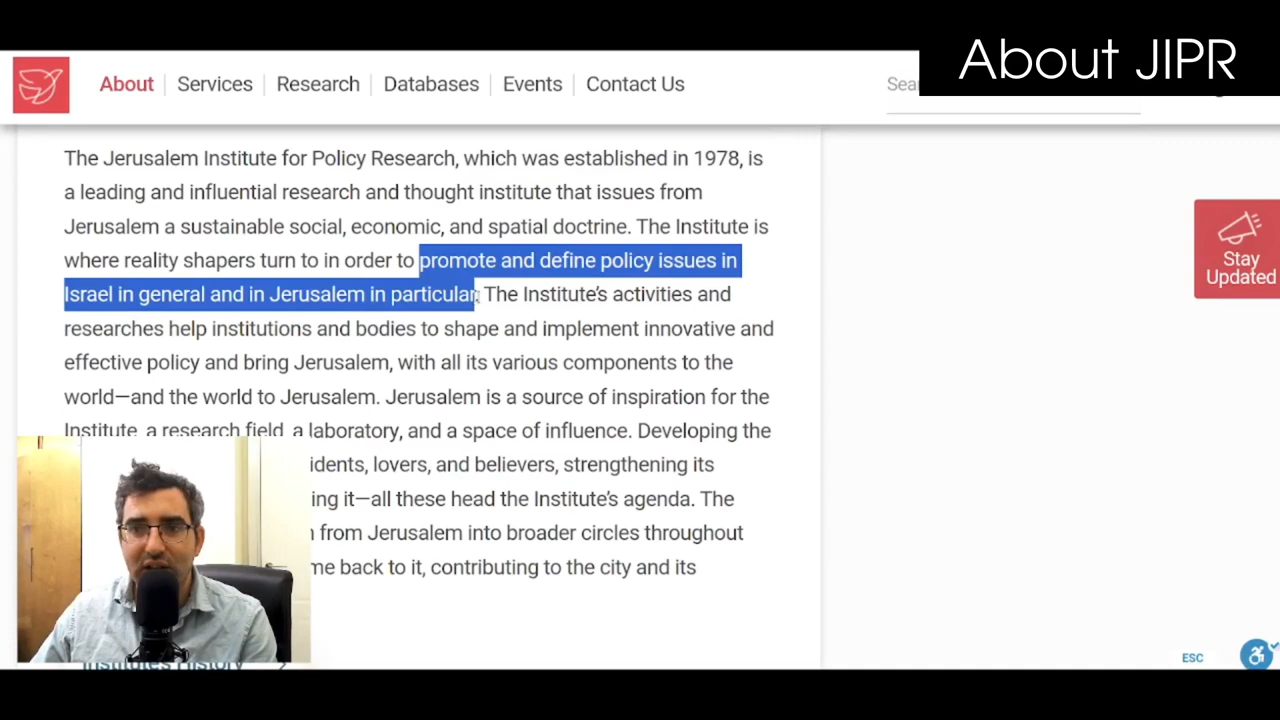 About JIPR
About Services Research Databases Events Contact Us
The Jerusalem Institute for Policy Research, which was established in 1978, is
a leading and influential research and thought institute that issues from
Jerusalem a sustainable social, economic, and spatial doctrine. The Institute is
where reality shapers turn to in order to promote and define policy issues in
Israel in general and in Jerusalem in particular. The Institute's activities and
researches help institutions and bodies to shape and implement innovative and
effective policy and bring Jerusalem, with all its various components to the
world—and the world to Jerusalem. Jerusalem is a source of inspiration for the
Institute, a research field, a laboratory, and a space of influence. Developing the
idents, lovers, and believers, strengthening its
ing it—all these head the Institute's agenda. The
from Jerusalem into broader circles throughout
me back to it, contributing to the city and its
Stay
Updated
ESC